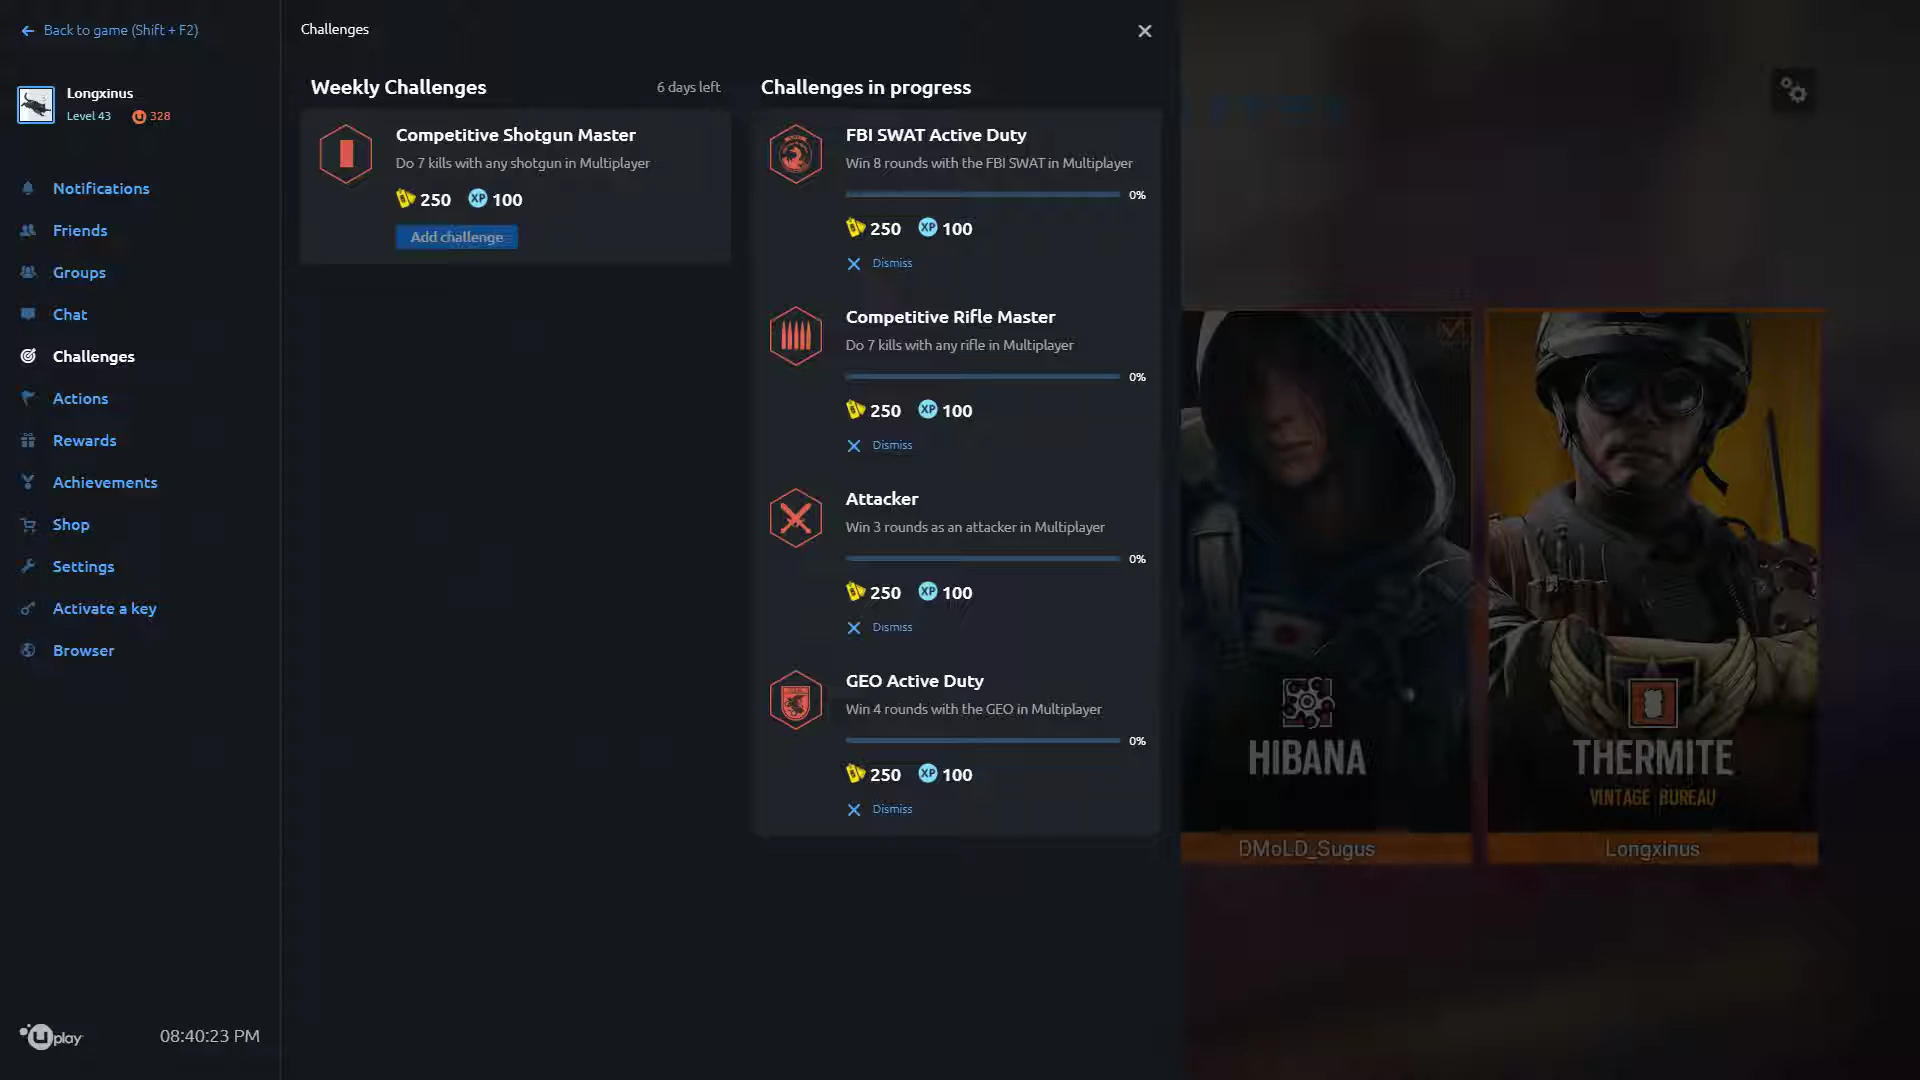 Back to game (Shift + F2)
Longxinus
Level 43 328
Notifications
Friends
Groups
Chat
Challenges
Actions
Rewards
Achievements
Shop
Settings
Activate a key
Browser
uplay 08:40:23 PM
Challenges
Weekly Challenges 6 days left
Competitive Shotgun Master
Do 7 kills with any shotgun in Multiplayer
250 XP 100
Add challenge
Challenges in progress
FBI SWAT Active Duty
Win 8 rounds with the FBI SWAT in Multiplayer
0%
250 XP 100
Dismiss
Competitive Rifle Master
Do 7 kills with any rifle in Multiplayer
0%
250 XP 100
Dismiss
Attacker
Win 3 rounds as an attacker in Multiplayer
0%
250 XP 100
Dismiss
GEO Active Duty
Win 4 rounds with the GEO in Multiplayer
0%
250 XP 100
Dismiss
HIBANA
DMoLD_Sugus
THERMITE
VINTAGE BUREAU
Longxinus